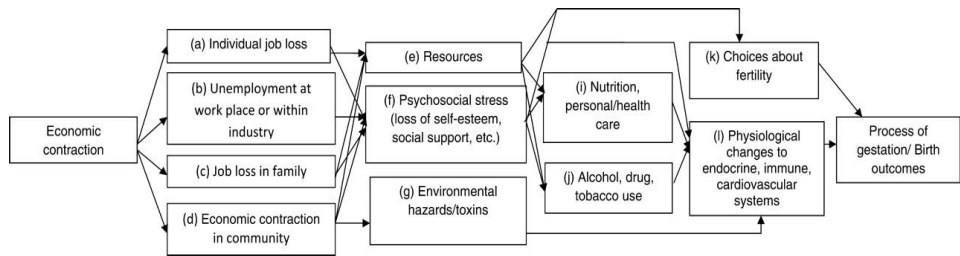 Economic
contraction
(a) Individual job loss
(b) Unemployment at
work place or within
industry
(c) Job loss in family
(d) Economic contraction
in community
(e) Resources
(f) Psychosocial stress
(loss of self-esteem,
social support, etc.)
(g) Environmental
hazards/toxins
(i) Nutrition,
personal/health
care
(j) Alcohol, drug,
tobacco use
(k) Choices about
fertility
(l) Physiological
changes to
endocrine, immune,
cardiovascular
systems
Process of
gestation/ Birth
outcomes